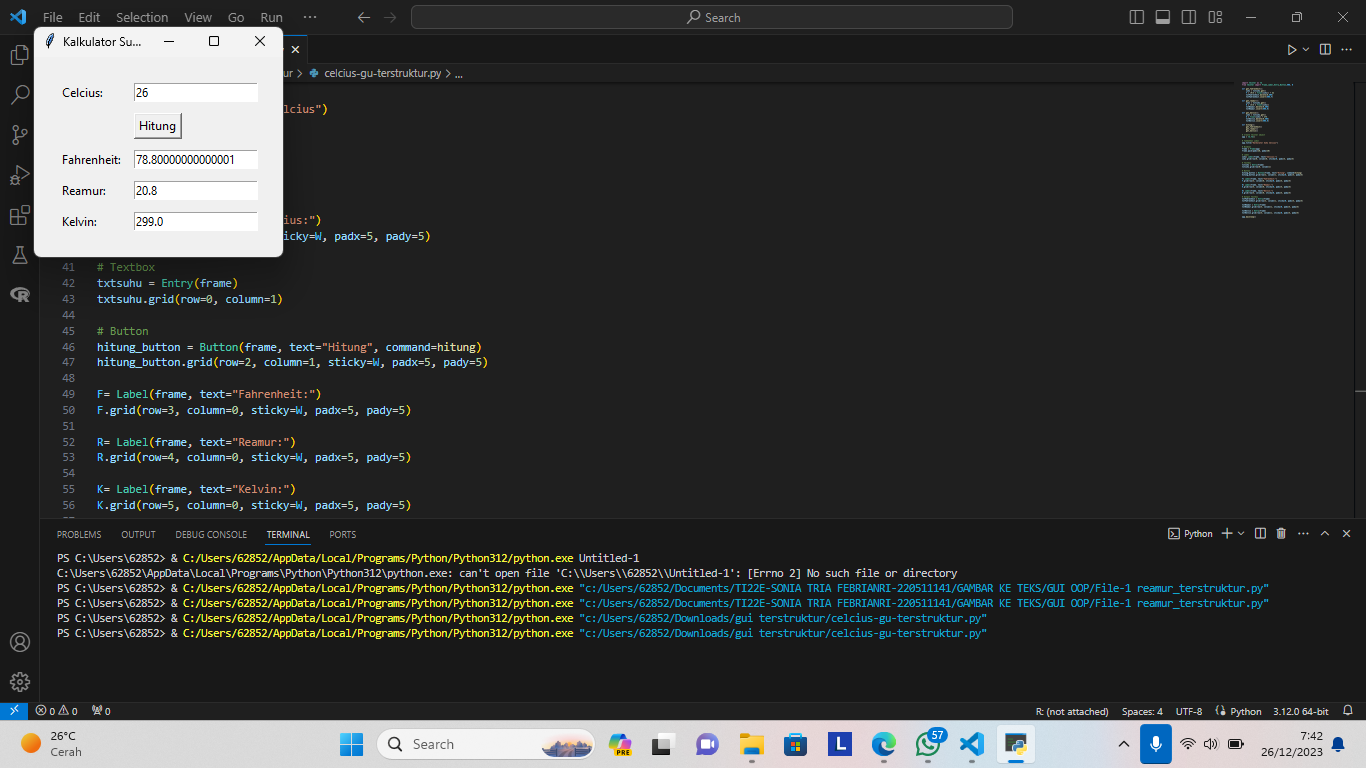 File Edit Selection View Go Run ···
Search
Kalkulator Su...
Celcius: 26
Hitung
Fahrenheit: 78.80000000000001
Reamur: 20.8
Kelvin: 299.0
ur > celcius-gu-terstruktur.py > ...
lcius")
ius:")
icky=W, padx=5, pady=5)
41 # Textbox
42 txtsuhu = Entry(frame)
43 txtsuhu.grid(row=0, column=1)
44
45 # Button
46 hitung_button = Button(frame, text="Hitung", command=hitung)
47 hitung_button.grid(row=2, column=1, sticky=W, padx=5, pady=5)
48
49 F= Label(frame, text="Fahrenheit:")
50 F.grid(row=3, column=0, sticky=W, padx=5, pady=5)
51
52 R= Label(frame, text="Reamur:")
53 R.grid(row=4, column=0, sticky=W, padx=5, pady=5)
54
55 K= Label(frame, text="Kelvin:")
56 K.grid(row=5, column=0, sticky=W, padx=5, pady=5)
PROBLEMS OUTPUT DEBUG CONSOLE TERMINAL PORTS
Python
PS C:\Users\62852> & C:/Users/62852/AppData/Local/Programs/Python/Python312/python.exe Untitled-1
C:\Users\62852\AppData\Local\Programs\Python\Python312\python.exe: can't open file 'C:\\Users\\62852\\Untitled-1': [Errno 2] No such file or directory
PS C:\Users\62852> & C:/Users/62852/AppData/Local/Programs/Python/Python312/python.exe "c:/Users/62852/Documents/TI22E-SONIA TRIA FEBRIANRI-220511141/GAMBAR KE TEKS/GUI OOP/File-1 reamur_terstruktur.py"
PS C:\Users\62852> & C:/Users/62852/AppData/Local/Programs/Python/Python312/python.exe "c:/Users/62852/Documents/TI22E-SONIA TRIA FEBRIANRI-220511141/GAMBAR KE TEKS/GUI OOP/File-1 reamur_terstruktur.py"
PS C:\Users\62852> & C:/Users/62852/AppData/Local/Programs/Python/Python312/python.exe "c:/Users/62852/Downloads/gui terstruktur/celcius-gu-terstruktur.py"
PS C:\Users\62852> & C:/Users/62852/AppData/Local/Programs/Python/Python312/python.exe "c:/Users/62852/Downloads/gui terstruktur/celcius-gu-terstruktur.py"
0 0 0
R: (not attached) Spaces: 4 UTF-8 Python 3.12.0 64-bit
26°C
Cerah
Search
PRE
L
57
7:42
26/12/2023